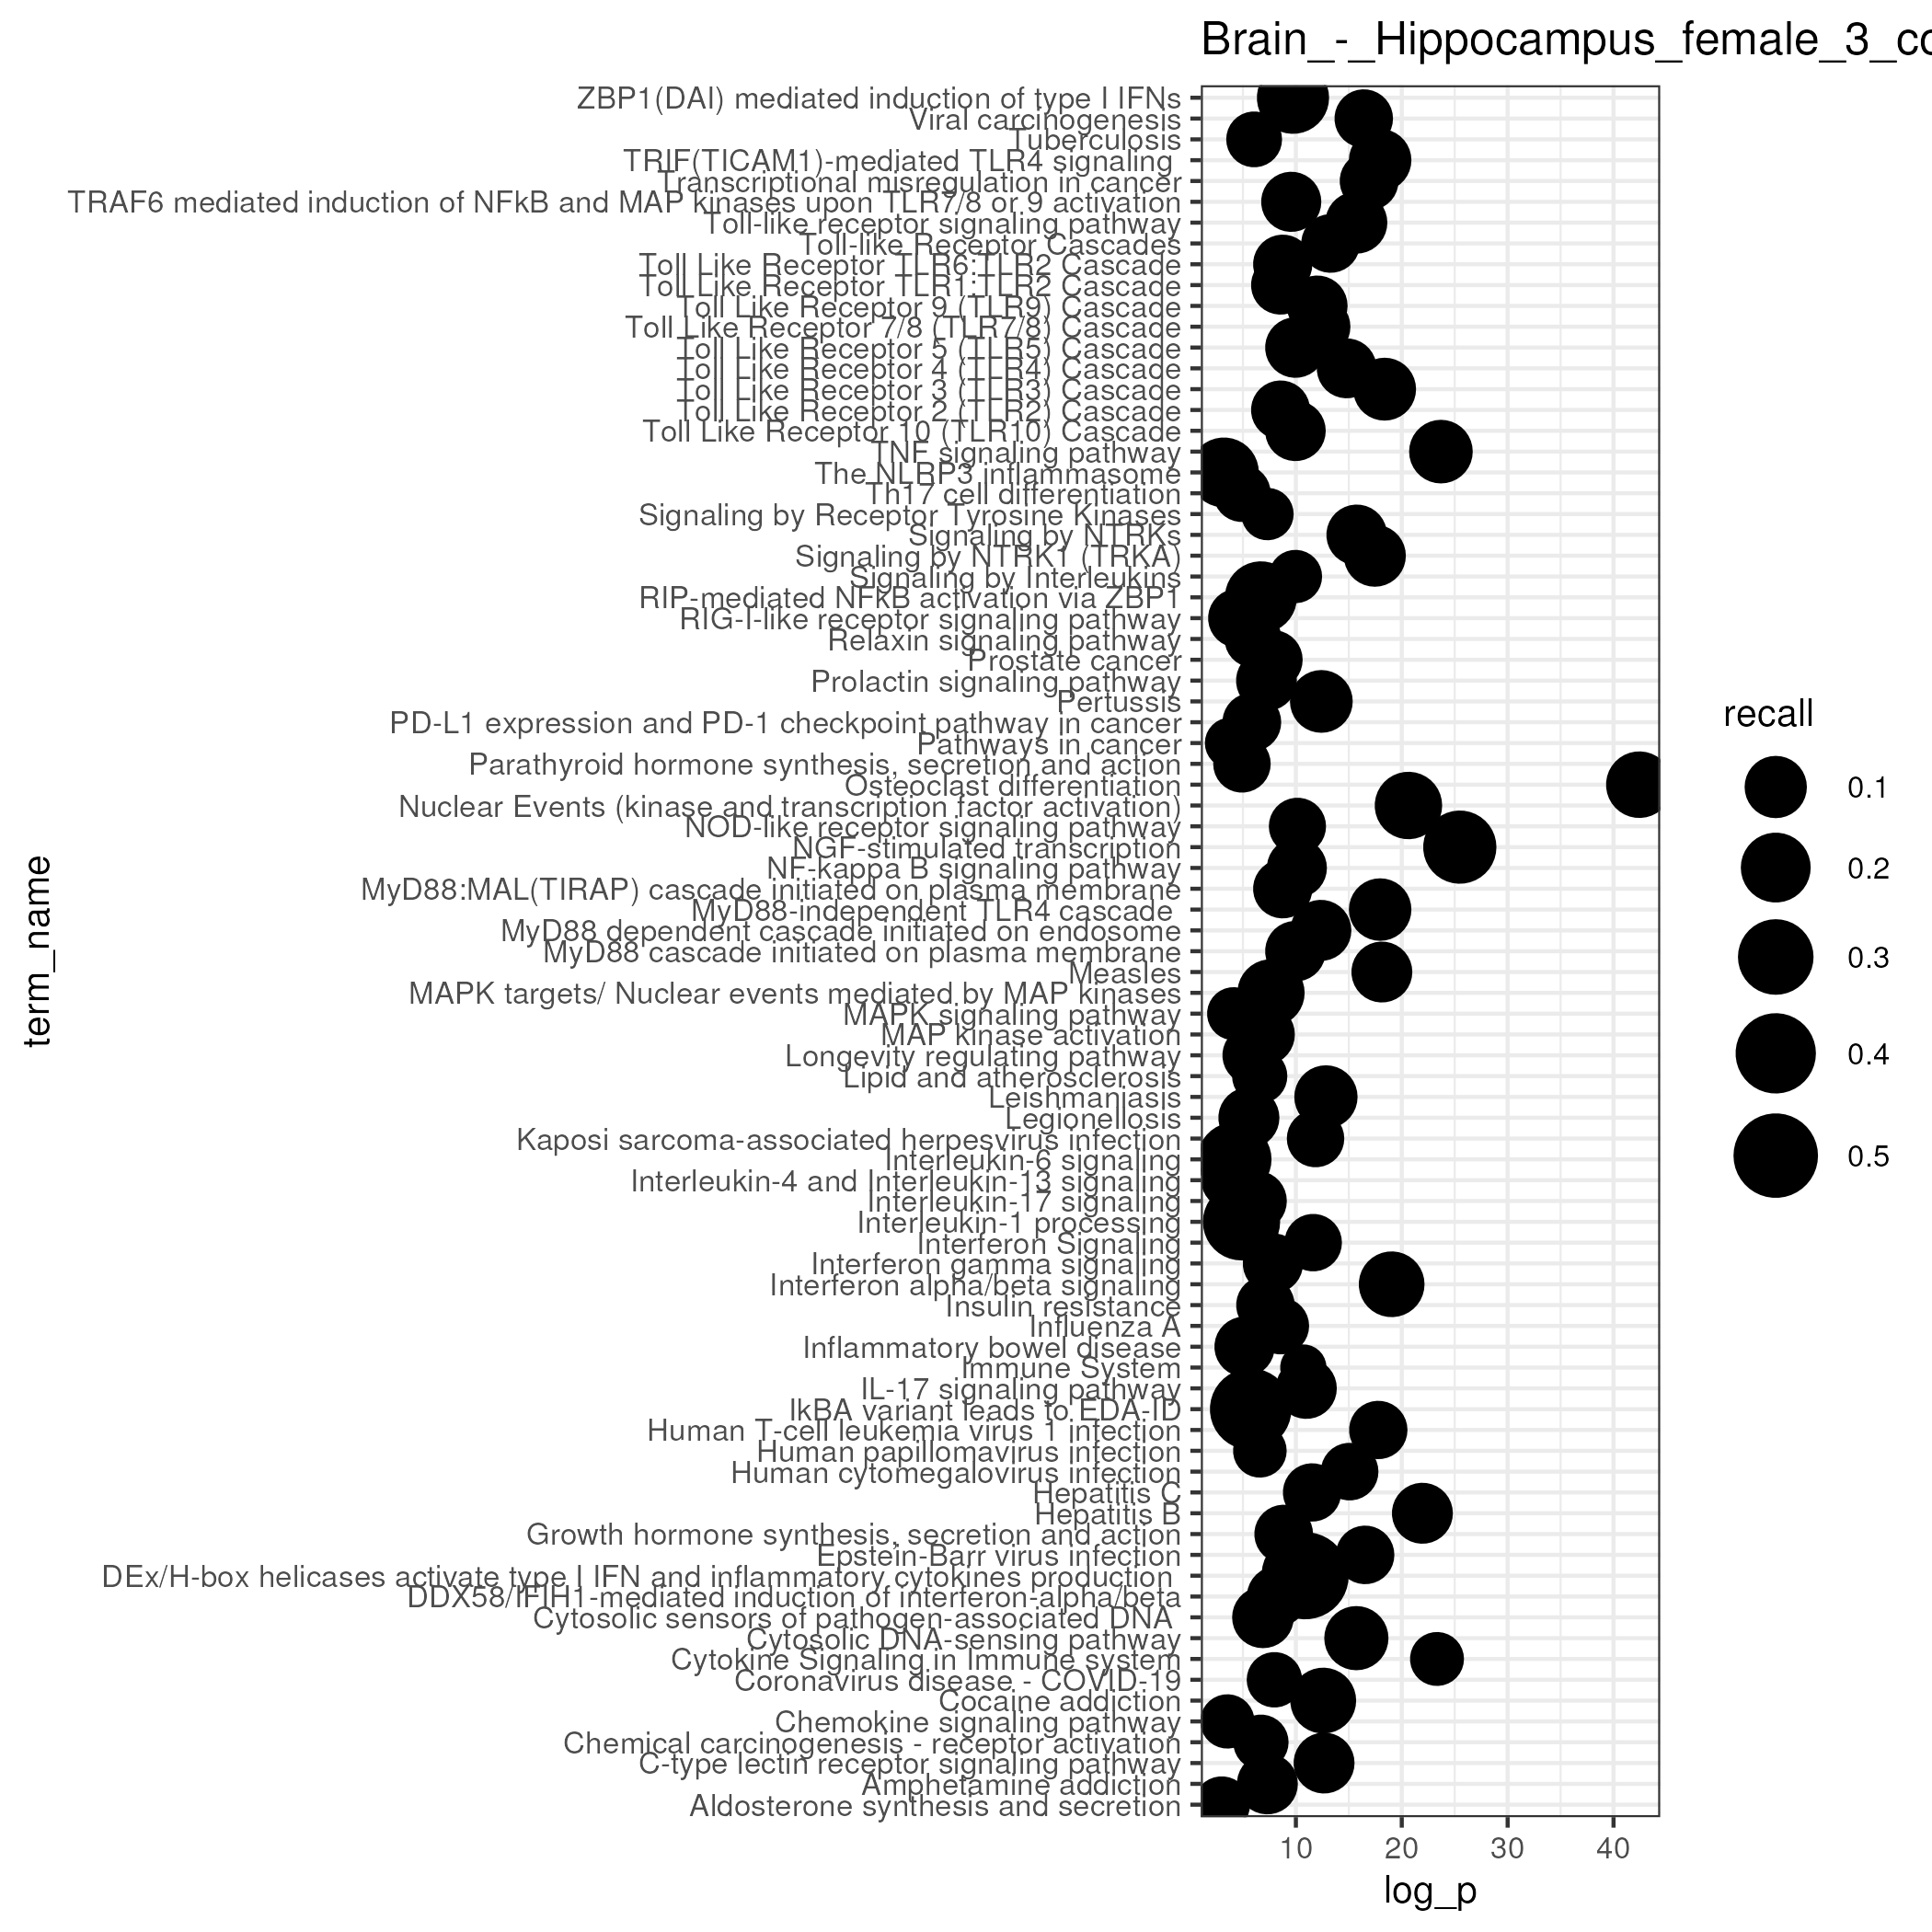 Brain_-_Hippocampus_female_3_co
ZBP1(DAI) mediated induction of type I IFNs
Viral carcinogenesis
Tuberculosis
TRIF(TICAM1)-mediated TLR4 signaling
Transcriptional misregulation in cancer
TRAF6 mediated induction of NFkB and MAP kinases upon TLR7/8 or 9 activation
Toll-like receptor signaling pathway
Toll-like Receptor Cascades
Toll Like Receptor TLR6:TLR2 Cascade
Toll Like Receptor TLR1:TLR2 Cascade
Toll Like Receptor 9 (TLR9) Cascade
Toll Like Receptor 7/8 (TLR7/8) Cascade
Toll Like Receptor 5 (TLR5) Cascade
Toll Like Receptor 4 (TLR4) Cascade
Toll Like Receptor 3 (TLR3) Cascade
Toll Like Receptor 2 (TLR2) Cascade
Toll Like Receptor 10 (TLR10) Cascade
TNF signaling pathway
The NLRP3 inflammasome
Th17 cell differentiation
Signaling by Receptor Tyrosine Kinases
Signaling by NTRKs
Signaling by NTRK1 (TRKA)
Signaling by Interleukins
RIP-mediated NFkB activation via ZBP1
RIG-I-like receptor signaling pathway
Relaxin signaling pathway
Prostate cancer
Prolactin signaling pathway
Pertussis
PD-L1 expression and PD-1 checkpoint pathway in cancer
Pathways in cancer
Parathyroid hormone synthesis, secretion and action
Osteoclast differentiation
Nuclear Events (kinase and transcription factor activation)
NOD-like receptor signaling pathway
NGF-stimulated transcription
NF-kappa B signaling pathway
MyD88:MAL(TIRAP) cascade initiated on plasma membrane
MyD88-independent TLR4 cascade
MyD88 dependent cascade initiated on endosome
MyD88 cascade initiated on plasma membrane
Measles
MAPK targets/ Nuclear events mediated by MAP kinases
MAPK signaling pathway
MAP kinase activation
Longevity regulating pathway
Lipid and atherosclerosis
Leishmaniasis
Legionellosis
Kaposi sarcoma-associated herpesvirus infection
Interleukin-6 signaling
Interleukin-4 and Interleukin-13 signaling
Interleukin-17 signaling
Interleukin-1 processing
Interferon Signaling
Interferon gamma signaling
Interferon alpha/beta signaling
Insulin resistance
Influenza A
Inflammatory bowel disease
Immune System
IL-17 signaling pathway
IkBA variant leads to EDA-ID
Human T-cell leukemia virus 1 infection
Human papillomavirus infection
Human cytomegalovirus infection
Hepatitis C
Hepatitis B
Growth hormone synthesis, secretion and action
Epstein-Barr virus infection
DEx/H-box helicases activate type I IFN and inflammatory cytokines production
DDX58/IFIH1-mediated induction of interferon-alpha/beta
Cytosolic sensors of pathogen-associated DNA
Cytosolic DNA-sensing pathway
Cytokine Signaling in Immune system
Coronavirus disease - COVID-19
Cocaine addiction
Chemokine signaling pathway
Chemical carcinogenesis - receptor activation
C-type lectin receptor signaling pathway
Amphetamine addiction
Aldosterone synthesis and secretion
10 20 30 40
log_p
term_name
recall
0.1
0.2
0.3
0.4
0.5